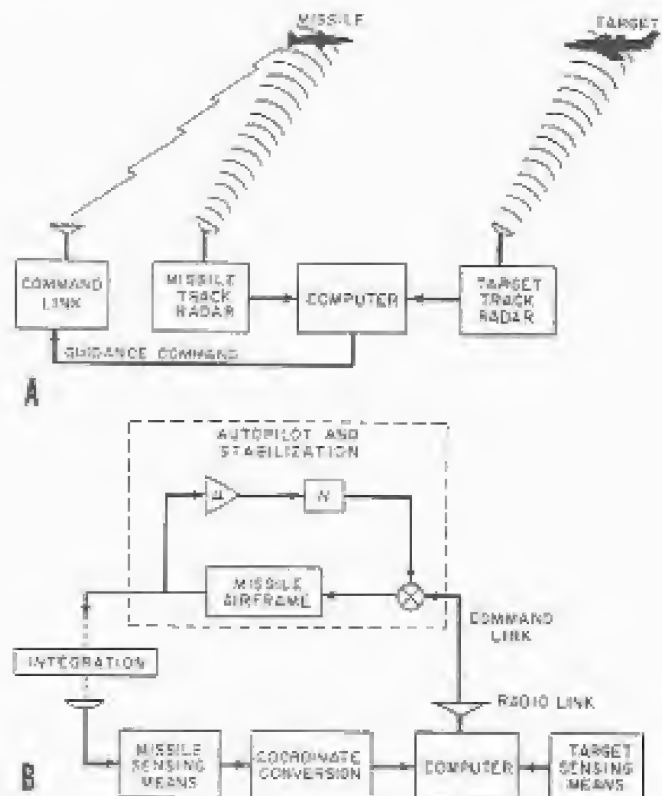 MISSILE
TARGET
COMMAND
LINK
MISSILE
TRACK
RADAR
COMPUTER
TARGET
TRACK
RADAR
GUIDANCE COMMAND
A
AUTOPILOT AND
STABILIZATION
MISSILE
AIRFRAME
COMMAND
LINK
INTEGRATION
RADIO LINK
MISSILE
SENSING
MEANS
COORDINATE
CONVERSION
COMPUTER
TARGET
SENSING
MEANS
B